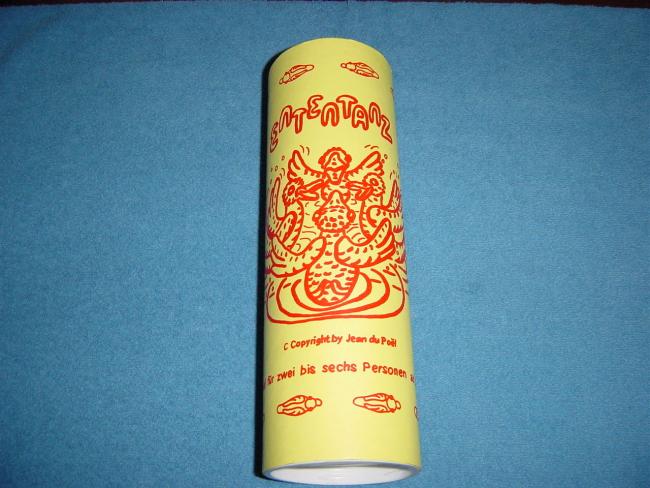 ENTENTANZ
C Copyright by Jean du Poël
für zwei bis sechs Personen